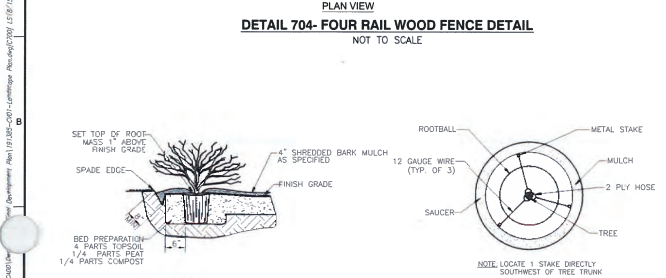 PLAN VIEW
DETAIL 704- FOUR RAIL WOOD FENCE DETAIL
NOT TO SCALE
B
SET TOP OF ROOT
MASS 1" ABOVE
FINISH GRADE
SPADE EDGE
4" SHREDDED BARK MULCH
AS SPECIFIED
FINISH GRADE
BED PREPARATION
4 PARTS TOPSOIL
1/4 PARTS PEAT
1/4 PARTS COMPOST
6"
ROOTBALL
12 GAUGE WIRE
(TYP. OF 3)
SAUCER
METAL STAKE
MULCH
2 PLY HOSE
TREE
NOTE: LOCATE 1 STAKE DIRECTLY
SOUTHWEST OF TREE TRUNK